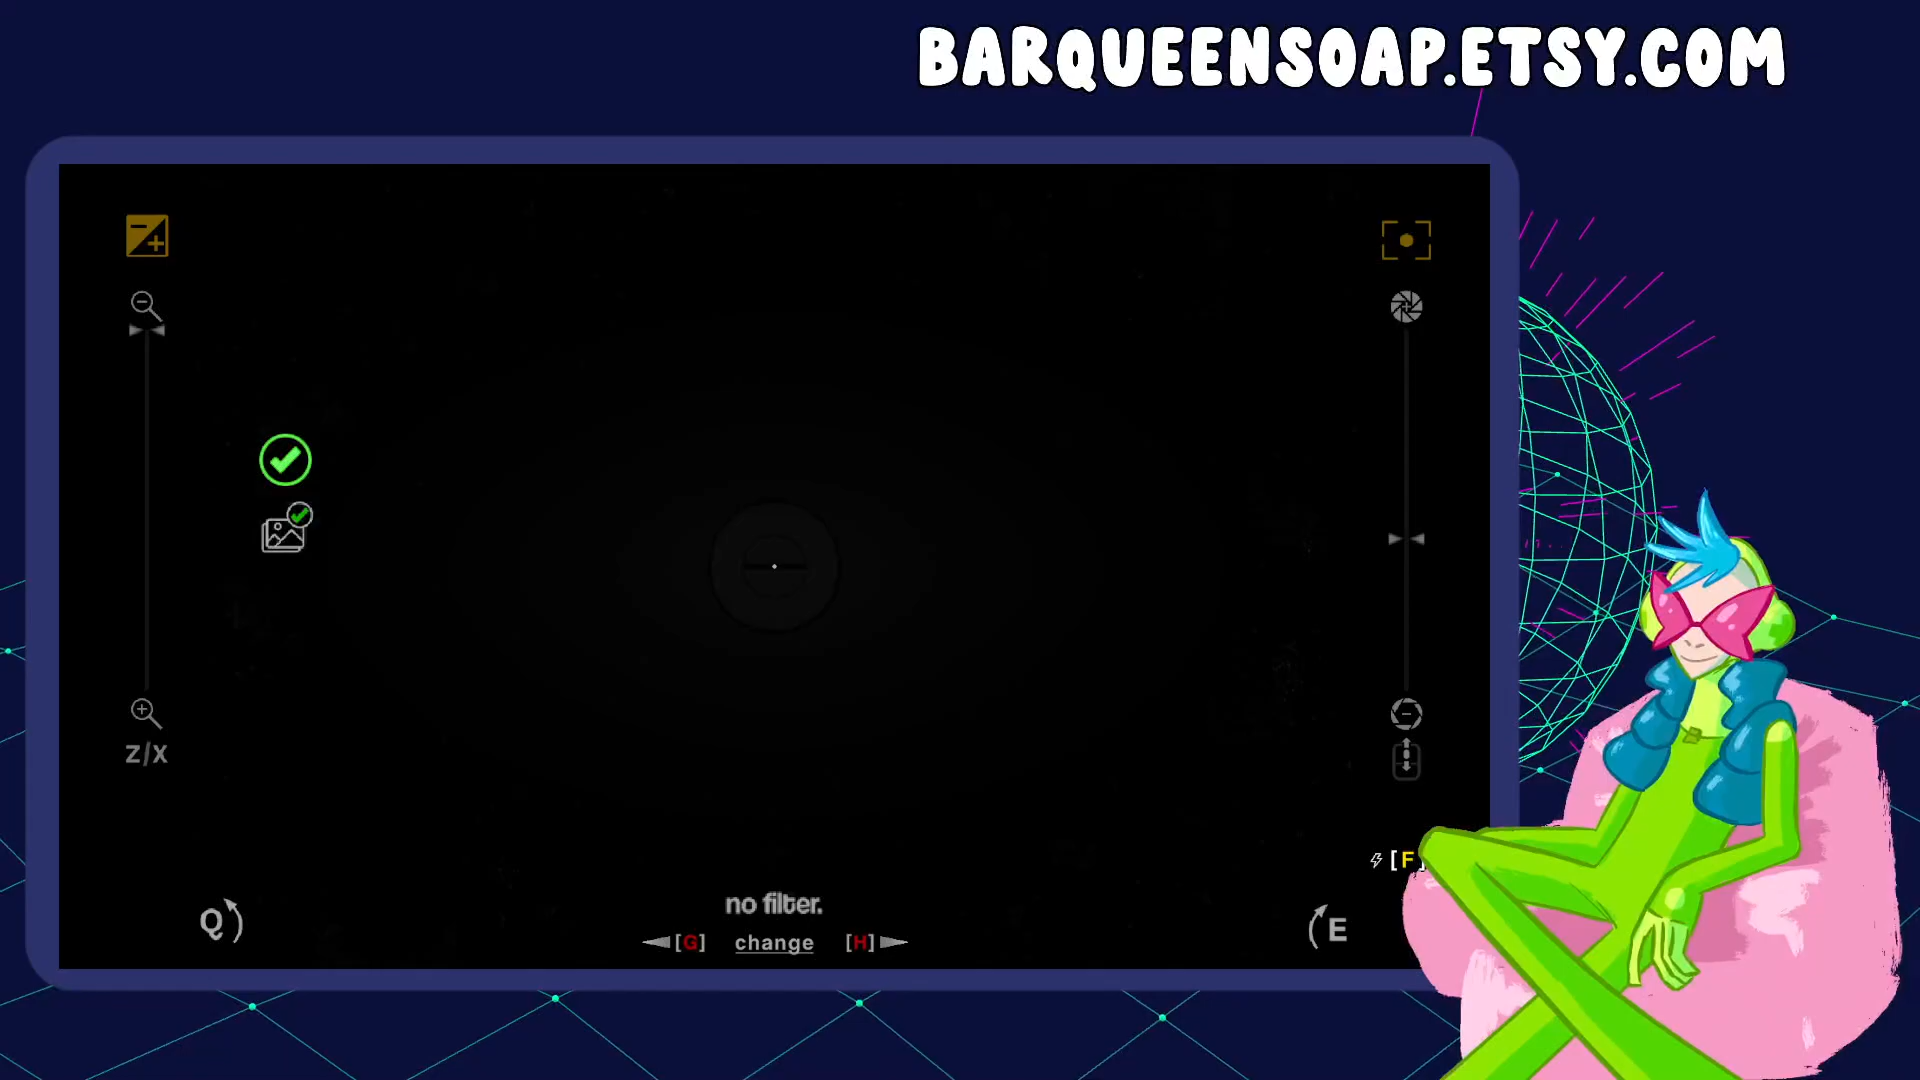 BARQUEENSOAP.ETSY.COM
Z/X
[F]
no filter.
Q
[G] change [H]
E